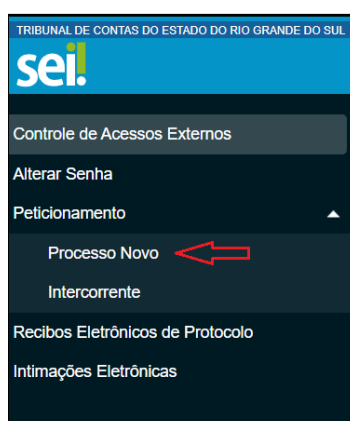 TRIBUNAL DE CONTAS DO ESTADO DO RIO GRANDE DO SUL
sei!
Controle de Acessos Externos
Alterar Senha
Peticionamento
Processo Novo
Intercorrente
Recibos Eletrônicos de Protocolo
Intimações Eletrônicas